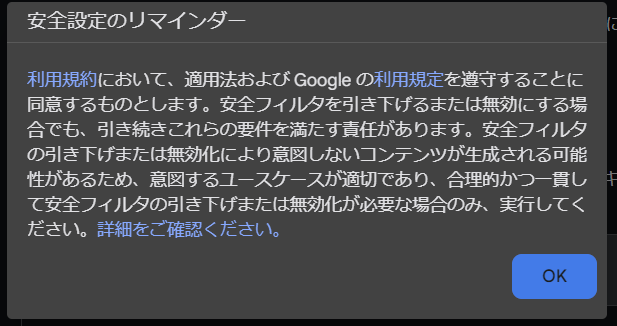 安全設定のリマインダー
利用規約において、適用法および Google の利用規定を遵守することに
同意するものとします。安全フィルタを引き下げるまたは無効にする場
合でも、引き続きこれらの要件を満たす責任があります。安全フィルタ
の引き下げまたは無効化により意図しないコンテンツが生成される可能
性があるため、意図するユースケースが適切であり、合理的かつ一貫し
て安全フィルタの引き下げまたは無効化が必要な場合のみ、実行してく
ださい。詳細をご確認ください。
OK